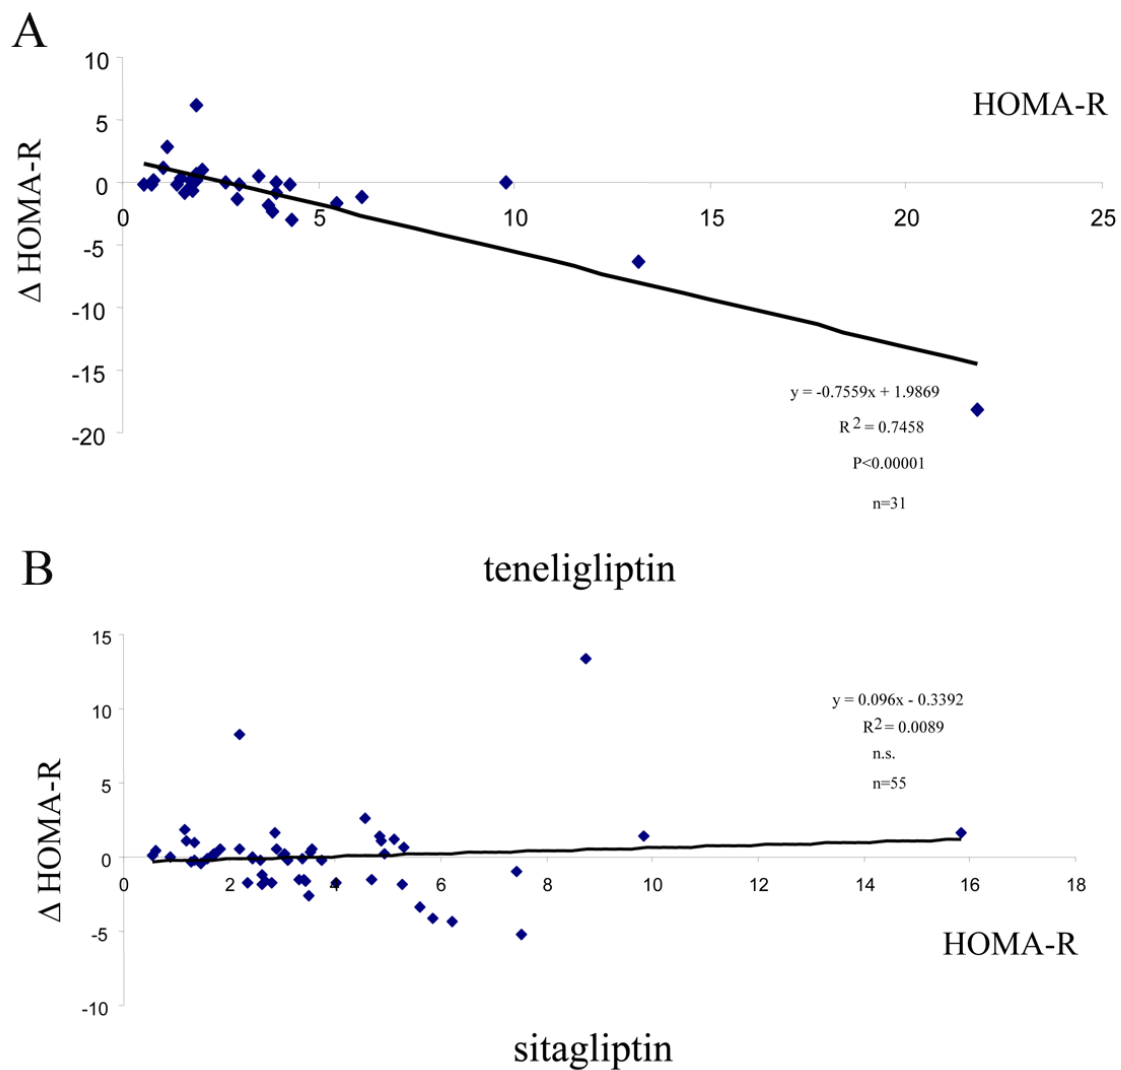 A
10
5
0
-5
-10
-15
-20
0 5 10 15 20 25
Δ HOMA-R
HOMA-R
y = -0.7559x + 1.9869
R2 = 0.7458
P<0.00001
n=31
teneligliptin
B
15
10
5
0
-5
-10
0 2 4 6 8 10 12 14 16 18
Δ HOMA-R
y = 0.096x - 0.3392
R2 = 0.0089
n.s.
n=55
HOMA-R
sitagliptin